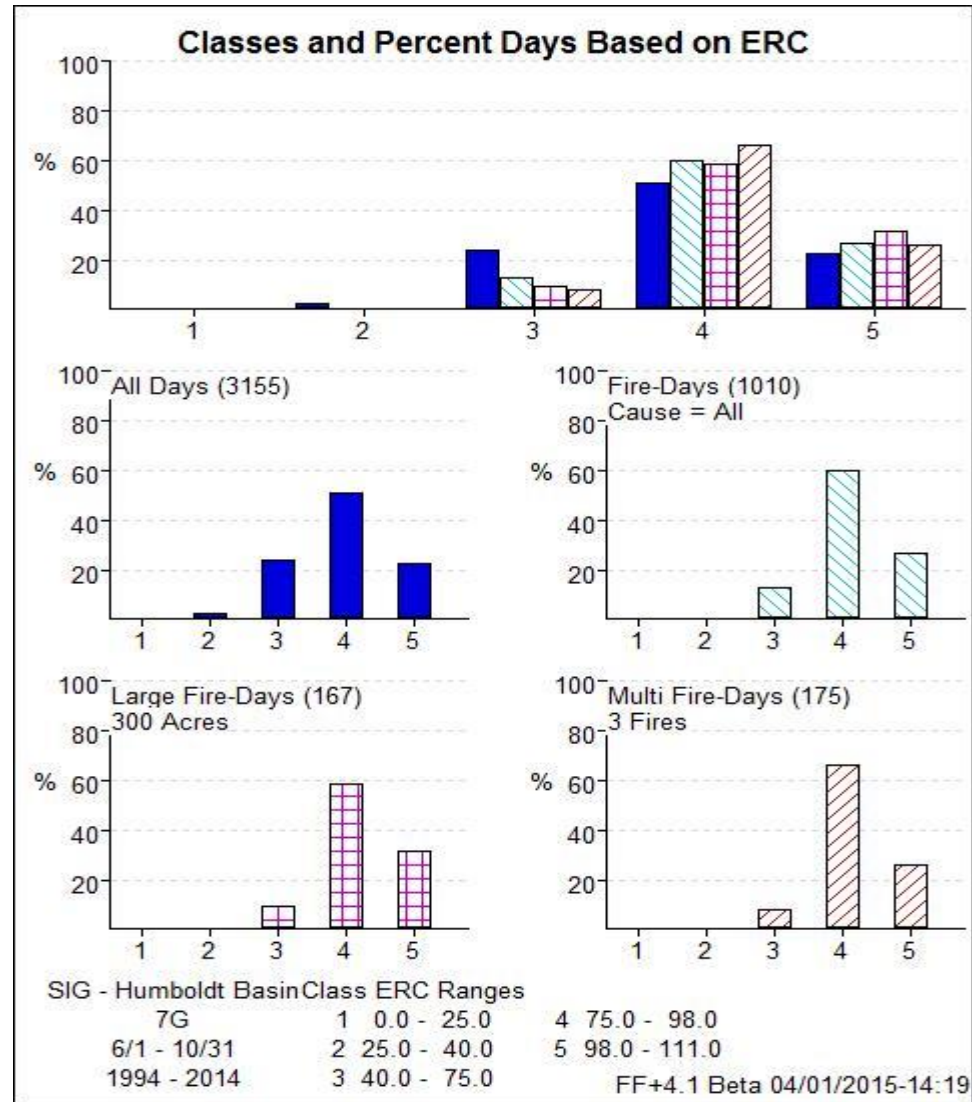 Classes and Percent Days Based on ERC
100
80
% 60
40
20
1 2 3 4 5
100 All Days (3155)
80
% 60
40
20
1 2 3 4 5
100 Fire-Days (1010)
Cause = All
80
% 60
40
20
1 2 3 4 5
100 Large Fire-Days (167)
300 Acres
80
% 60
40
20
1 2 3 4 5
100 Multi Fire-Days (175)
3 Fires
80
% 60
40
20
1 2 3 4 5
SIG - Humboldt Basin Class ERC Ranges
7G 1 0.0 - 25.0 4 75.0 - 98.0
6/1 - 10/31 2 25.0 - 40.0 5 98.0 - 111.0
1994 - 2014 3 40.0 - 75.0
FF+4.1 Beta 04/01/2015-14:19